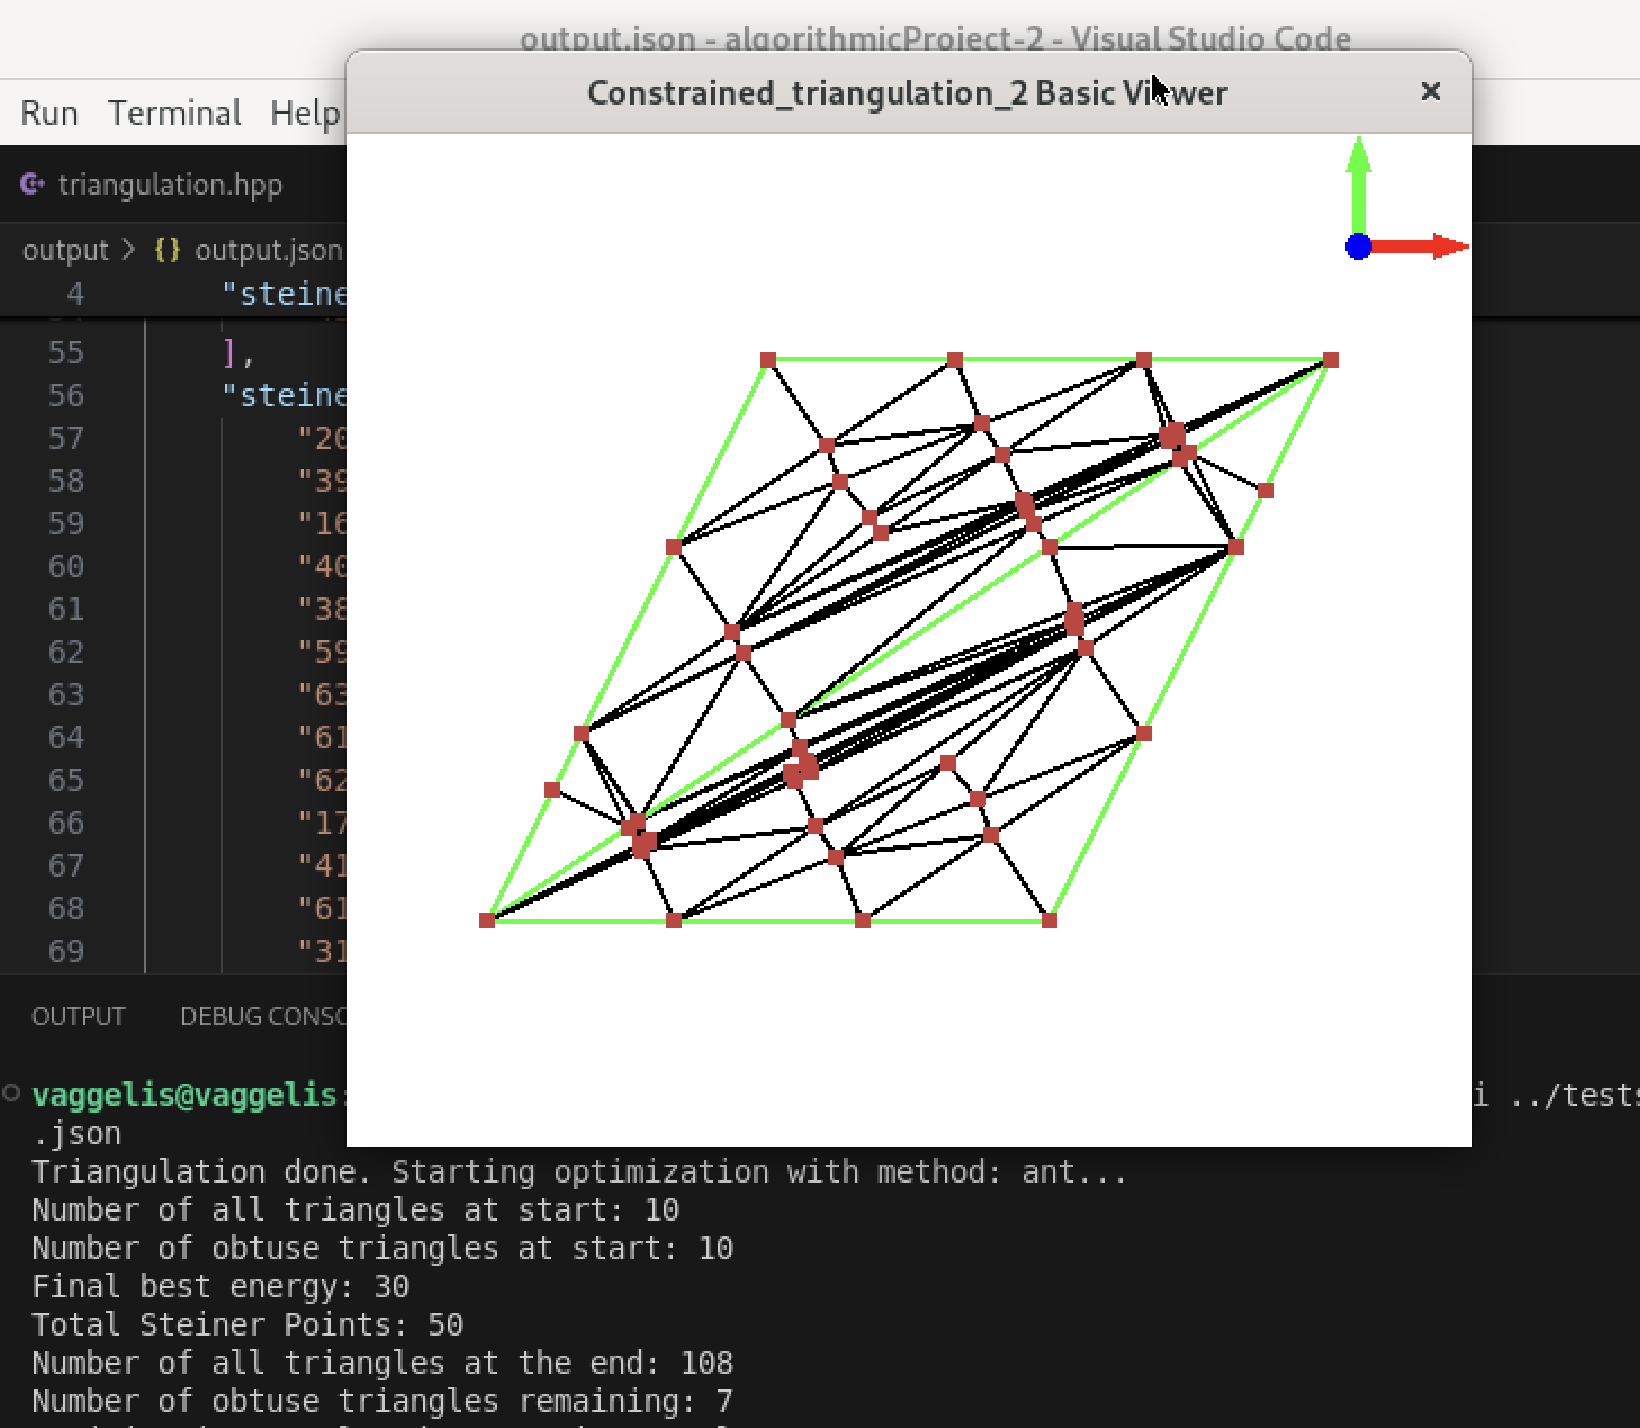 output.json - algorithmicProject-2 - Visual Studio Code
Constrained_triangulation_2 Basic Viewer
Run Terminal Help
triangulation.hpp
output > {} output.json
4 "steine
55 ],
56 "steine
57 "20
58 "39
59 "16
60 "40
61 "38
62 "59
63 "63
64 "61
65 "62
66 "17
67 "41
68 "61
69 "31
OUTPUT DEBUG CONSO
vaggelis@vaggelis: i ../tests
.json
Triangulation done. Starting optimization with method: ant...
Number of all triangles at start: 10
Number of obtuse triangles at start: 10
Final best energy: 30
Total Steiner Points: 50
Number of all triangles at the end: 108
Number of obtuse triangles remaining: 7